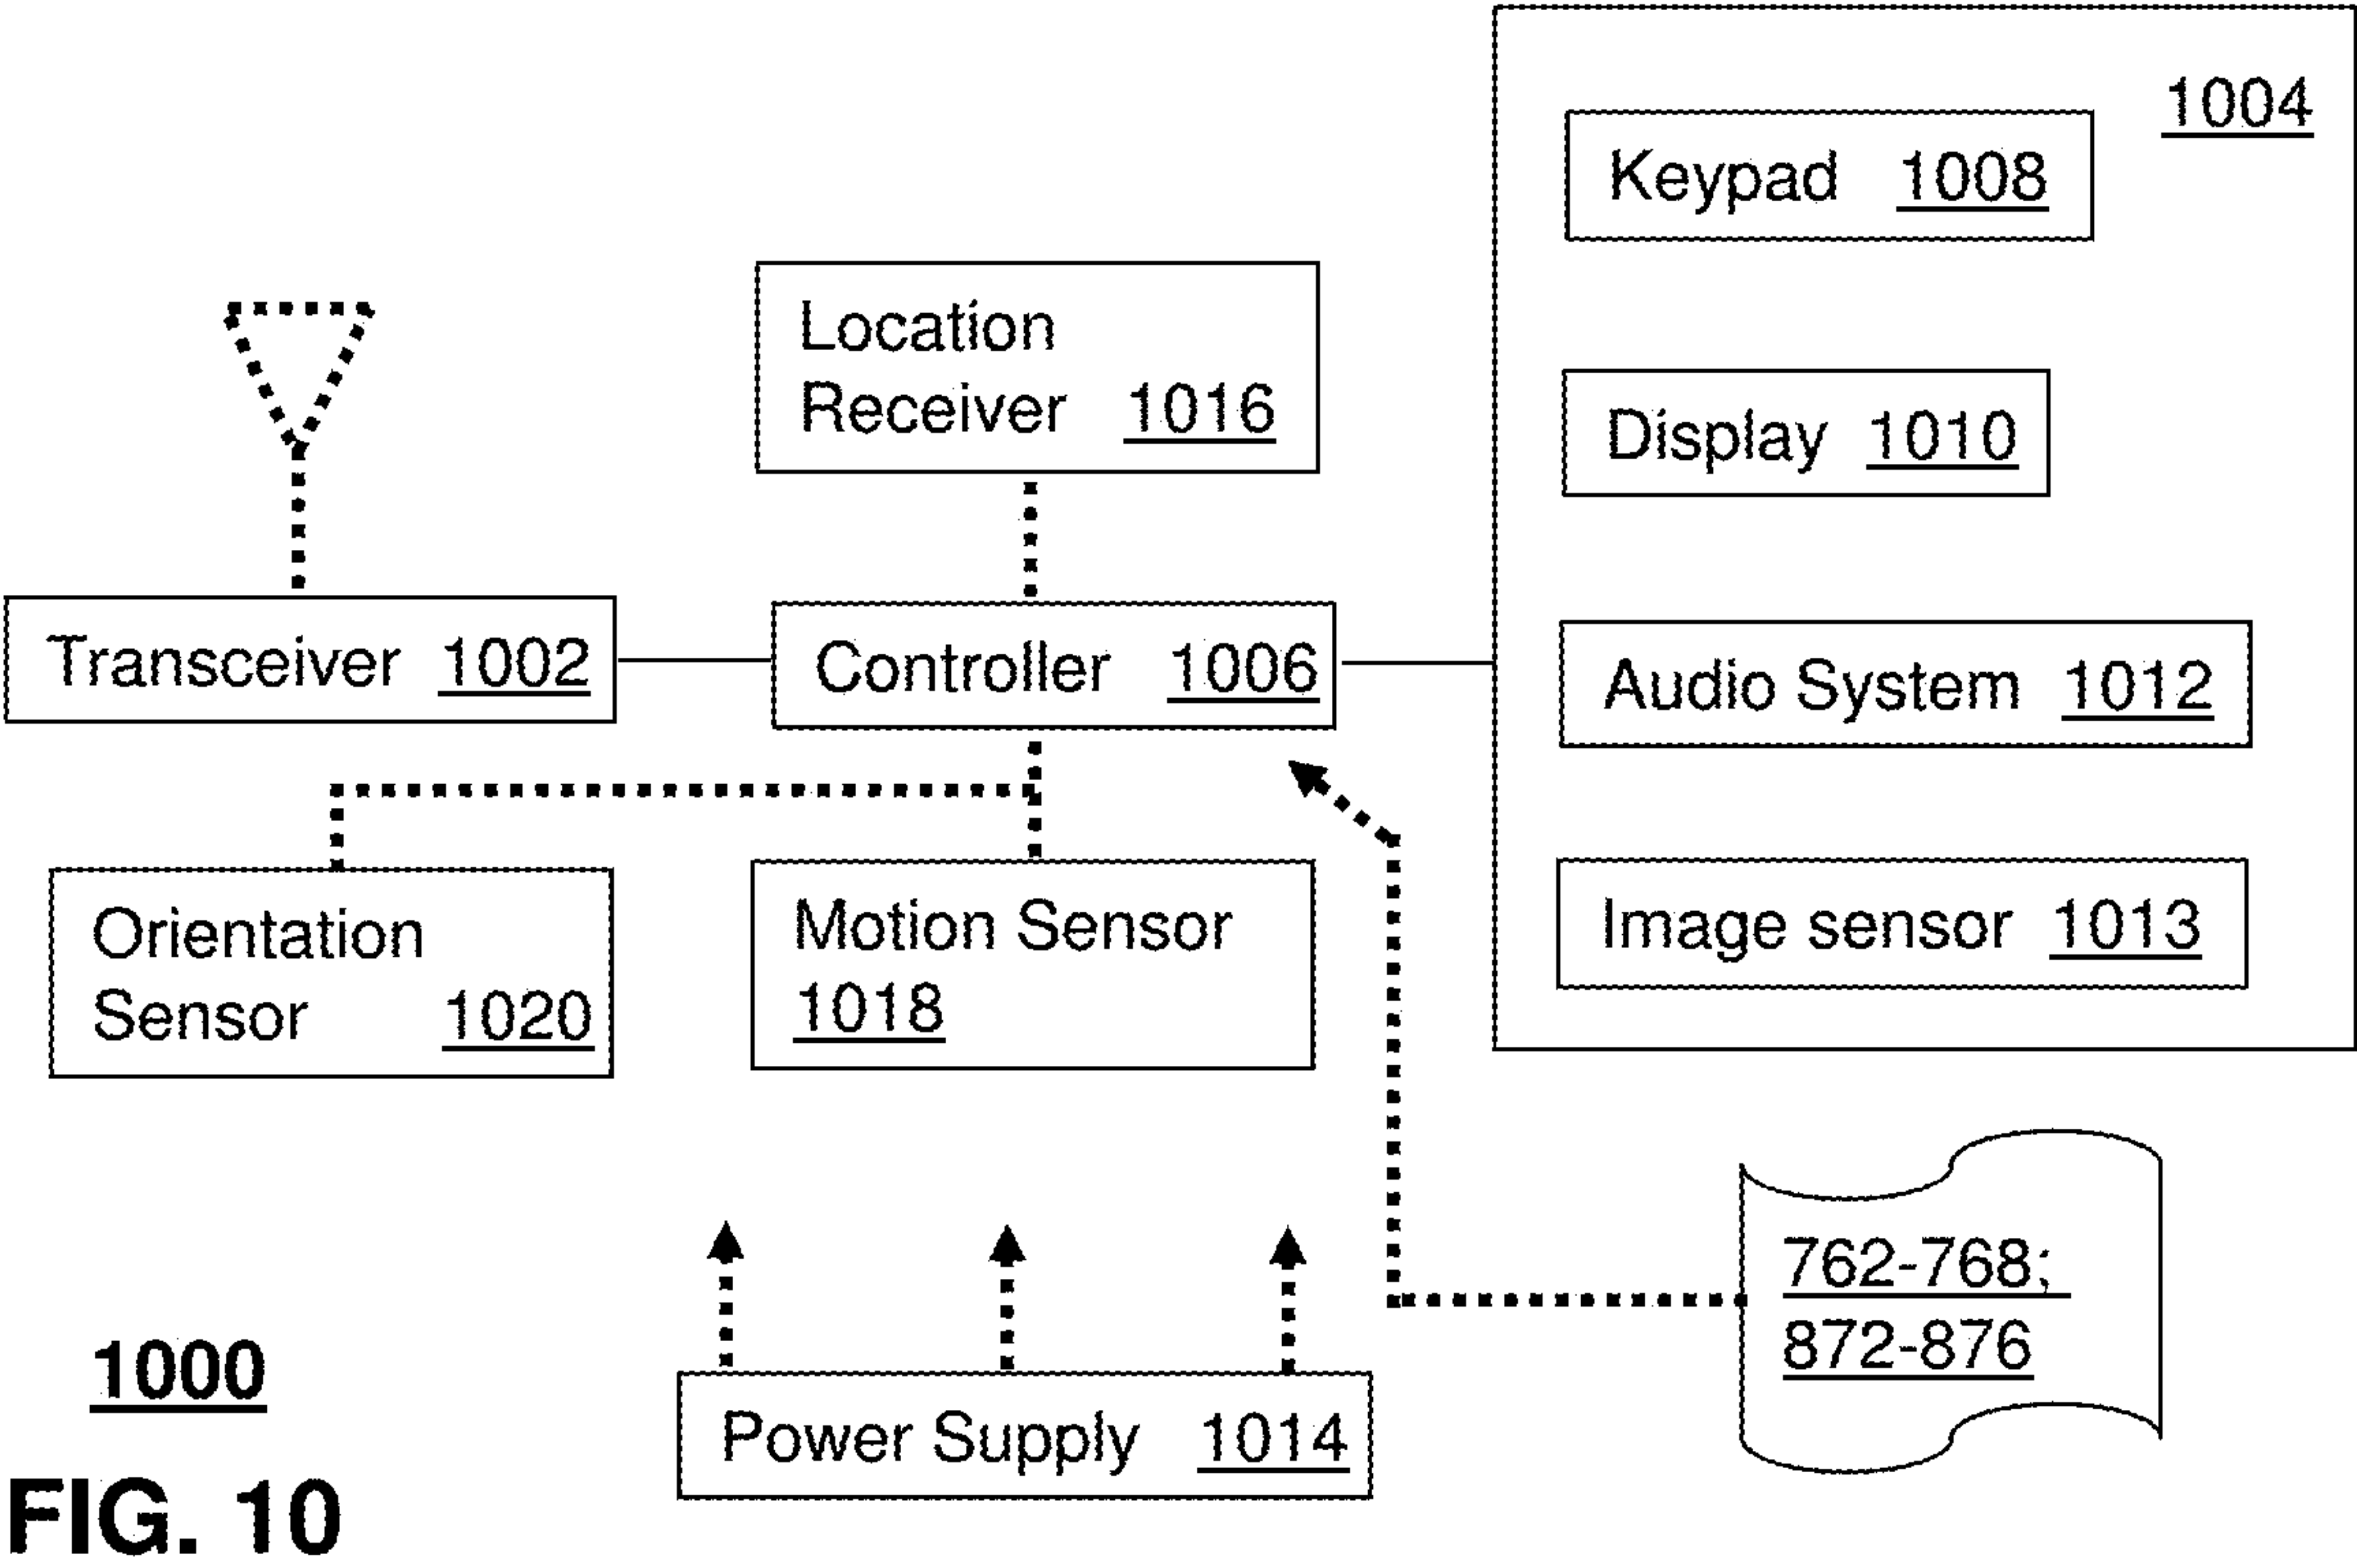 1004
Keypad 1008
Location
Receiver 1016
Display 1010
Transceiver 1002
Controller 1006
Audio System 1012
Orientation
Sensor 1020
Motion Sensor
1018
Image sensor 1013
762-768;
872-876
1000
Power Supply 1014
FIG. 10